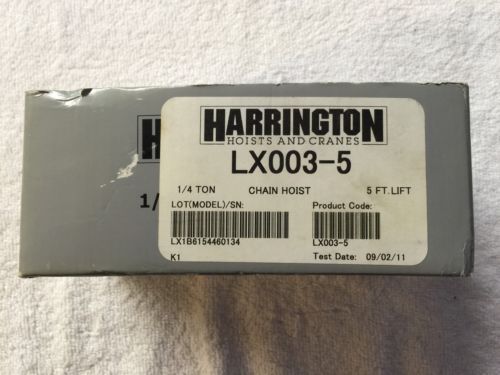 HARRINGTON
HOISTS AND CRANES
LX003-5
1/4 TON CHAIN HOIST 5 FT.LIFT
LOT(MODEL)/SN: Product Code:
LX1B6154460134 LX003-5
K1 Test Date: 09/02/11
1/